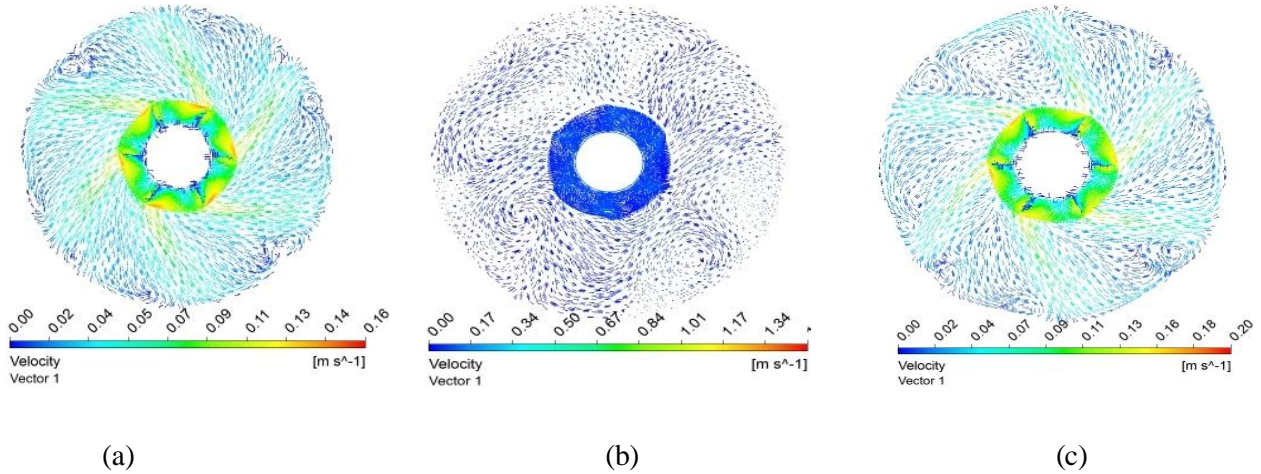 0.00 0.02 0.04 0.05 0.07 0.09 0.11 0.13 0.14 0.16
Velocity [m s^-1]
Vector 1
0.00 0.17 0.34 0.50 0.67 0.84 1.01 1.17 1.34 1
Velocity [m s^-1]
Vector 1
0.00 0.02 0.04 0.07 0.09 0.11 0.13 0.16 0.18 0.20
Velocity [m s^-1]
Vector 1
(a) (b) (c)